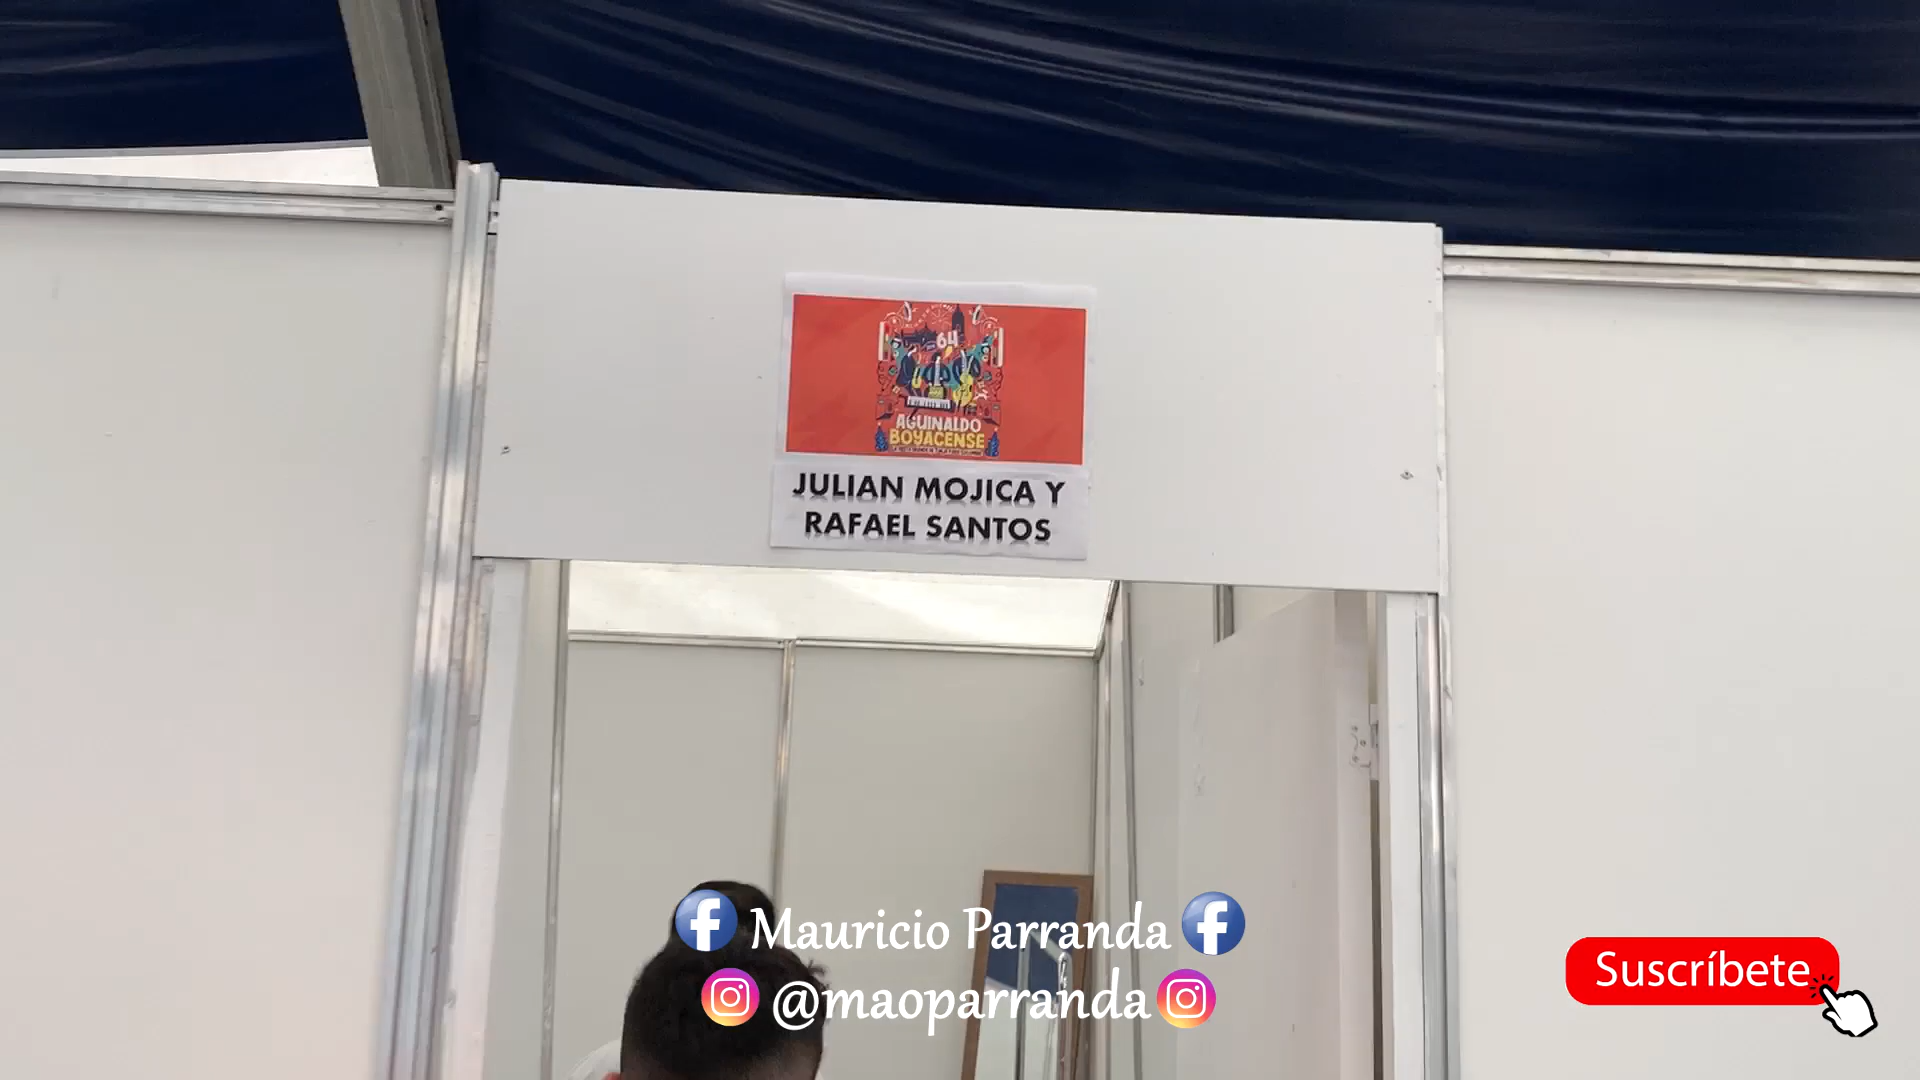 64
AGUINALDO
BOYACENSE
JULIAN MOJICA Y
RAFAEL SANTOS
Mauricio Parranda
@maoparranda
Suscríbete